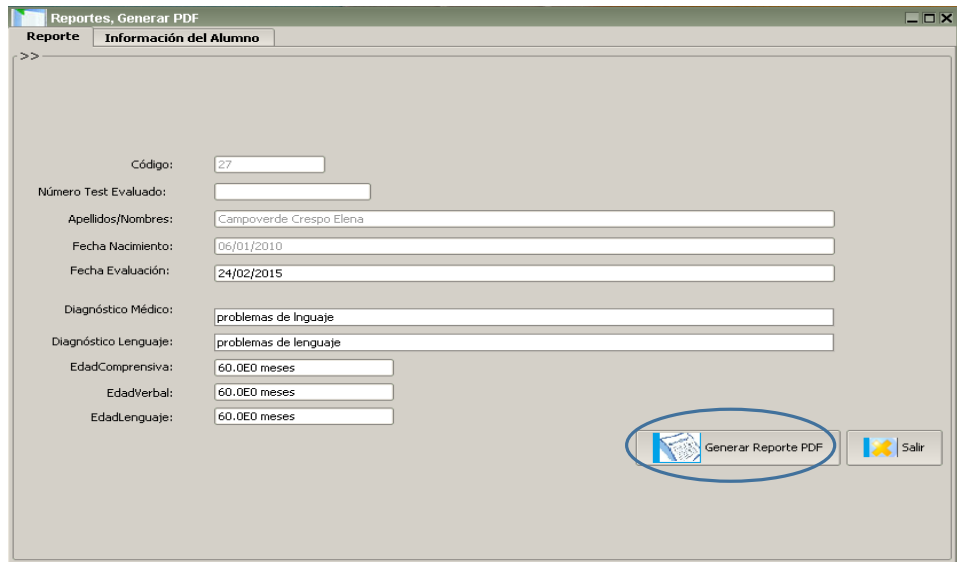 Reportes, Generar PDF
Reporte Información del Alumno
>>
Código: 27
Número Test Evaluado:
Apellidos/Nombres: Campoverde Crespo Elena
Fecha Nacimiento: 06/01/2010
Fecha Evaluación: 24/02/2015
Diagnóstico Médico: problemas de lnguaje
Diagnóstico Lenguaje: problemas de lenguaje
EdadComprensiva: 60.0E0 meses
EdadVerbal: 60.0E0 meses
EdadLenguaje: 60.0E0 meses
Generar Reporte PDF Salir